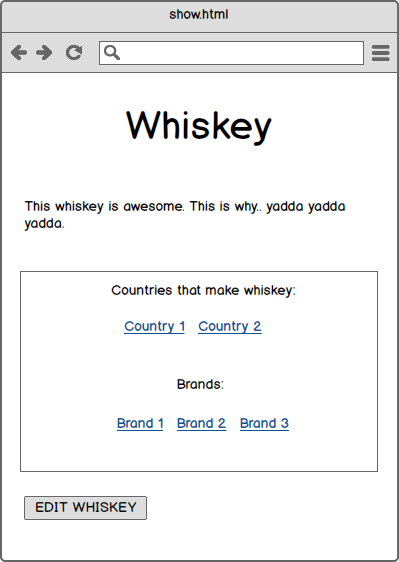 show.html
Whiskey
This whiskey is awesome. This is why.. yadda yadda
yadda.
Countries that make whiskey:
Country 1 Country 2
Brands:
Brand 1 Brand 2 Brand 3
EDIT WHISKEY